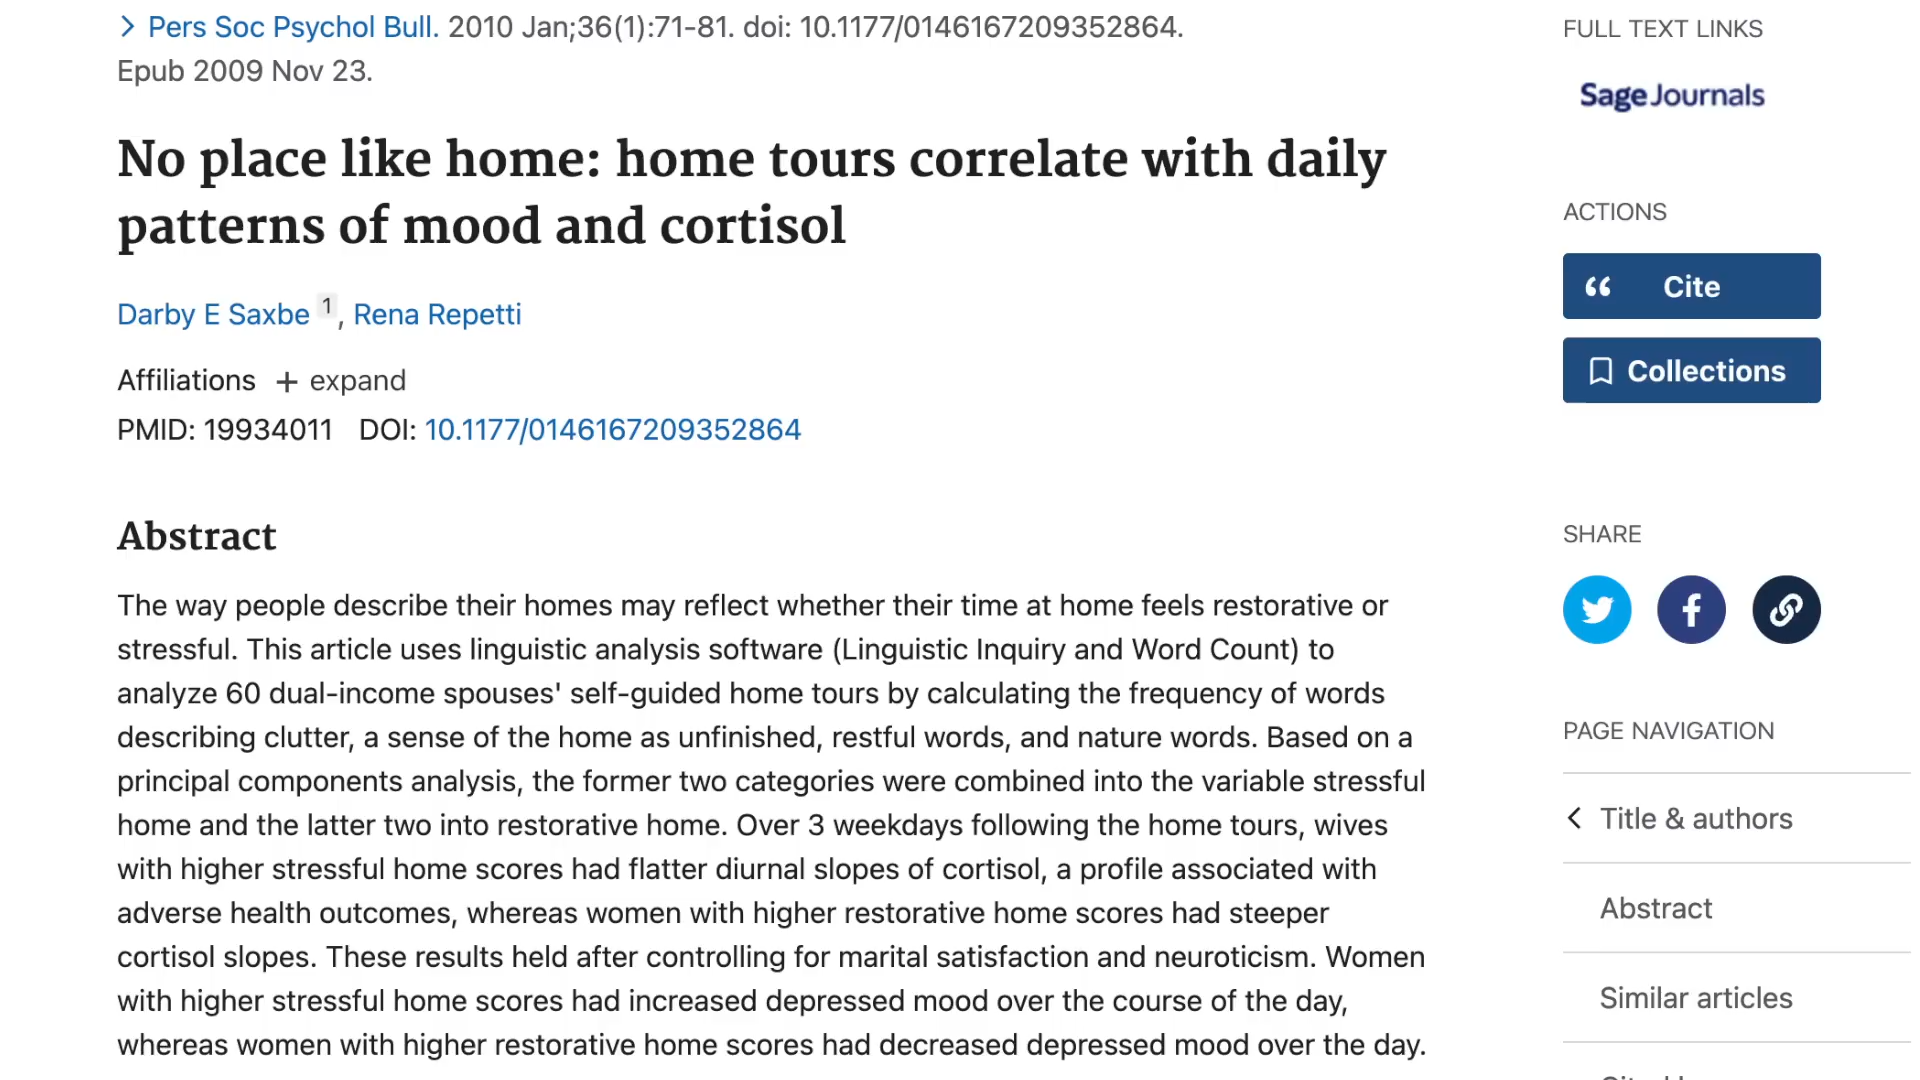 Pers Soc Psychol Bull. 2010 Jan;36(1):71-81. doi: 10.1177/0146167209352864.
Epub 2009 Nov 23.
No place like home: home tours correlate with daily
patterns of mood and cortisol
Darby E Saxbe 1, Rena Repetti
Affiliations + expand
PMID: 19934011 DOI: 10.1177/0146167209352864
Abstract
The way people describe their homes may reflect whether their time at home feels restorative or
stressful. This article uses linguistic analysis software (Linguistic Inquiry and Word Count) to
analyze 60 dual-income spouses' self-guided home tours by calculating the frequency of words
describing clutter, a sense of the home as unfinished, restful words, and nature words. Based on a
principal components analysis, the former two categories were combined into the variable stressful
home and the latter two into restorative home. Over 3 weekdays following the home tours, wives
with higher stressful home scores had flatter diurnal slopes of cortisol, a profile associated with
adverse health outcomes, whereas women with higher restorative home scores had steeper
cortisol slopes. These results held after controlling for marital satisfaction and neuroticism. Women
with higher stressful home scores had increased depressed mood over the course of the day,
whereas women with higher restorative home scores had decreased depressed mood over the day.
FULL TEXT LINKS
Sage Journals
ACTIONS
Cite
Collections
SHARE
PAGE NAVIGATION
Title & authors
Abstract
Similar articles